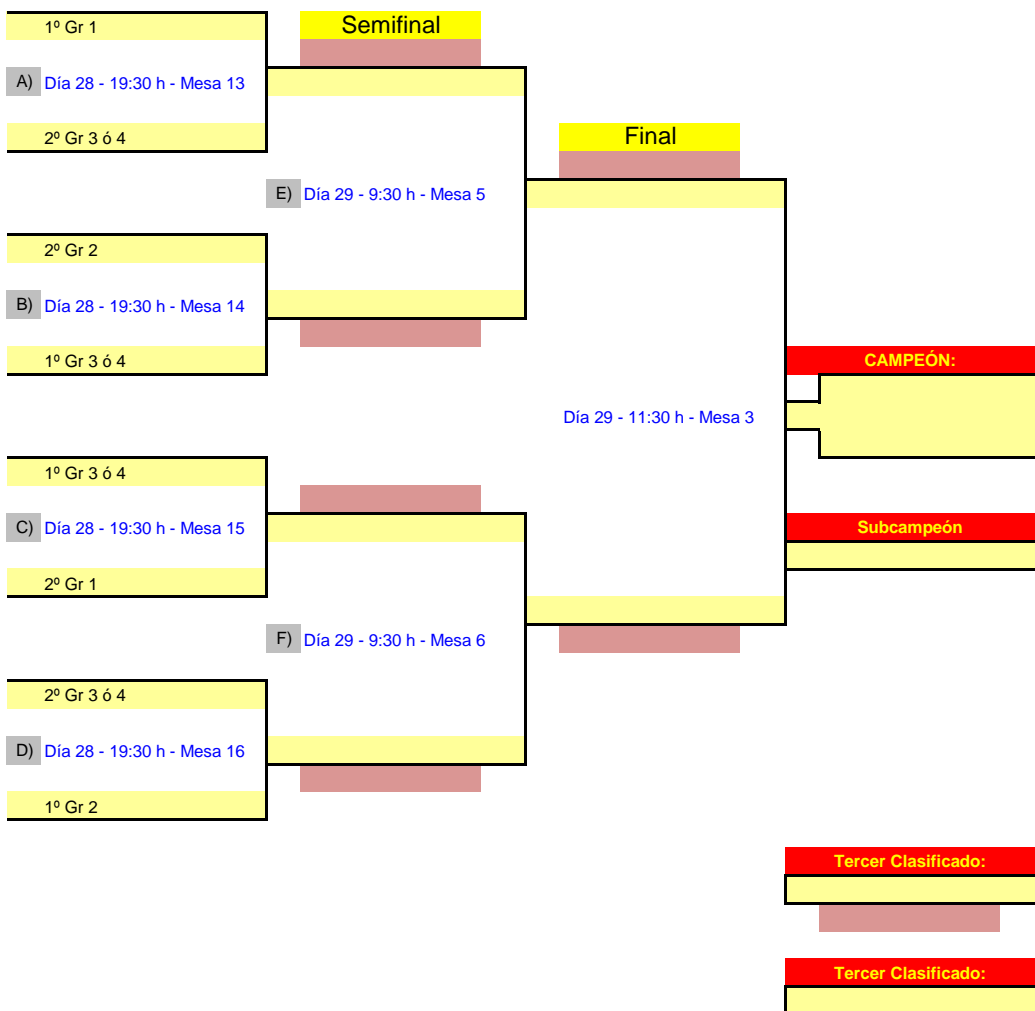 1º Gr 1
Semifinal
A) Día 28 - 19:30 h - Mesa 13
2º Gr 3 ó 4
Final
E) Día 29 - 9:30 h - Mesa 5
2º Gr 2
B) Día 28 - 19:30 h - Mesa 14
1º Gr 3 ó 4
CAMPEÓN:
Día 29 - 11:30 h - Mesa 3
1º Gr 3 ó 4
C) Día 28 - 19:30 h - Mesa 15
Subcampeón
2º Gr 1
F) Día 29 - 9:30 h - Mesa 6
2º Gr 3 ó 4
D) Día 28 - 19:30 h - Mesa 16
1º Gr 2
Tercer Clasificado:
Tercer Clasificado: